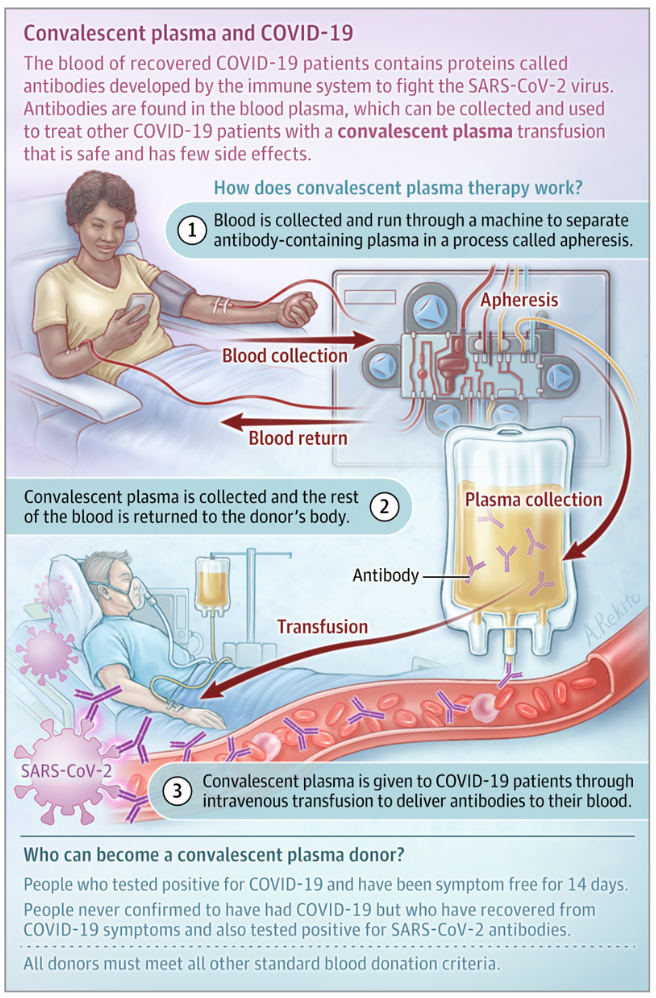 Convalescent plasma and COVID-19
The blood of recovered COVID-19 patients contains proteins called
antibodies developed by the immune system to fight the SARS-CoV-2 virus.
Antibodies are found in the blood plasma, which can be collected and used
to treat other COVID-19 patients with a convalescent plasma transfusion
that is safe and has few side effects.
How does convalescent plasma therapy work?
1
Blood is collected and run through a machine to separate
antibody-containing plasma in a process called apheresis.
Apheresis
Blood collection
Blood return
Convalescent plasma is collected and the rest
of the blood is returned to the donor's body.
2
Plasma collection
Antibody
Transfusion
A.Rekito
SARS-CoV-2
3
Convalescent plasma is given to COVID-19 patients through
intravenous transfusion to deliver antibodies to their blood.
Who can become a convalescent plasma donor?
People who tested positive for COVID-19 and have been symptom free for 14 days.
People never confirmed to have had COVID-19 but who have recovered from
COVID-19 symptoms and also tested positive for SARS-CoV-2 antibodies.
All donors must meet all other standard blood donation criteria.